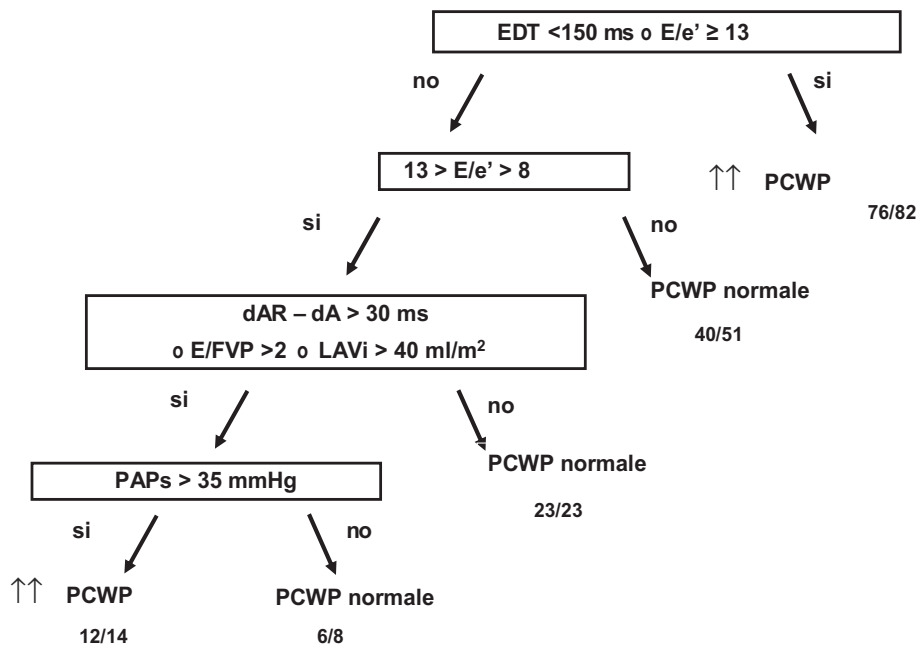 EDT <150 ms o E/e’ ≥ 13
no
si
13 > E/e’ > 8
↑↑ PCWP
76/82
si
no
PCWP normale
40/51
dAR – dA > 30 ms
o E/FVP >2 o LAVi > 40 ml/m²
si
no
PCWP normale
23/23
PAPs > 35 mmHg
si
no
↑↑ PCWP
12/14
PCWP normale
6/8